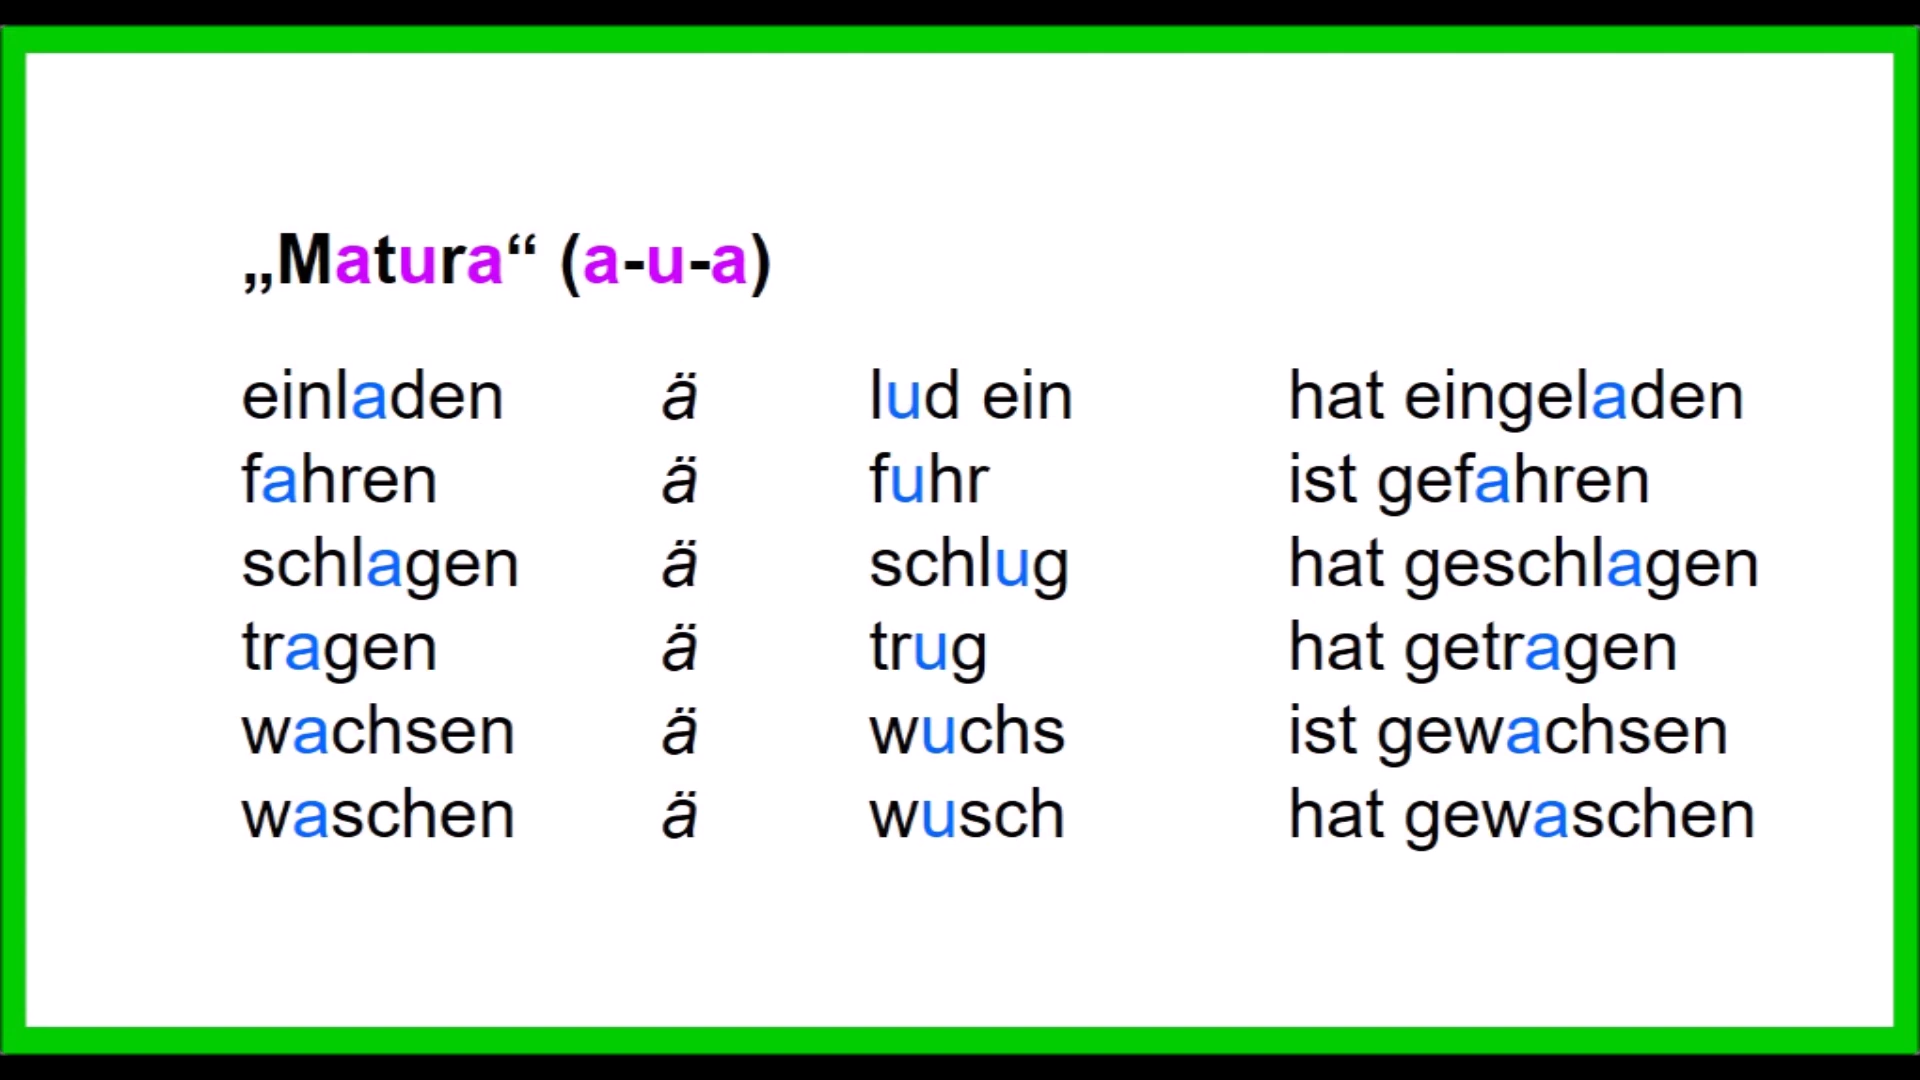 „Matura“ (a-u-a)
einladen ä lud ein hat eingeladen
fahren ä fuhr ist gefahren
schlagen ä schlug hat geschlagen
tragen ä trug hat getragen
wachsen ä wuchs ist gewachsen
waschen ä wusch hat gewaschen